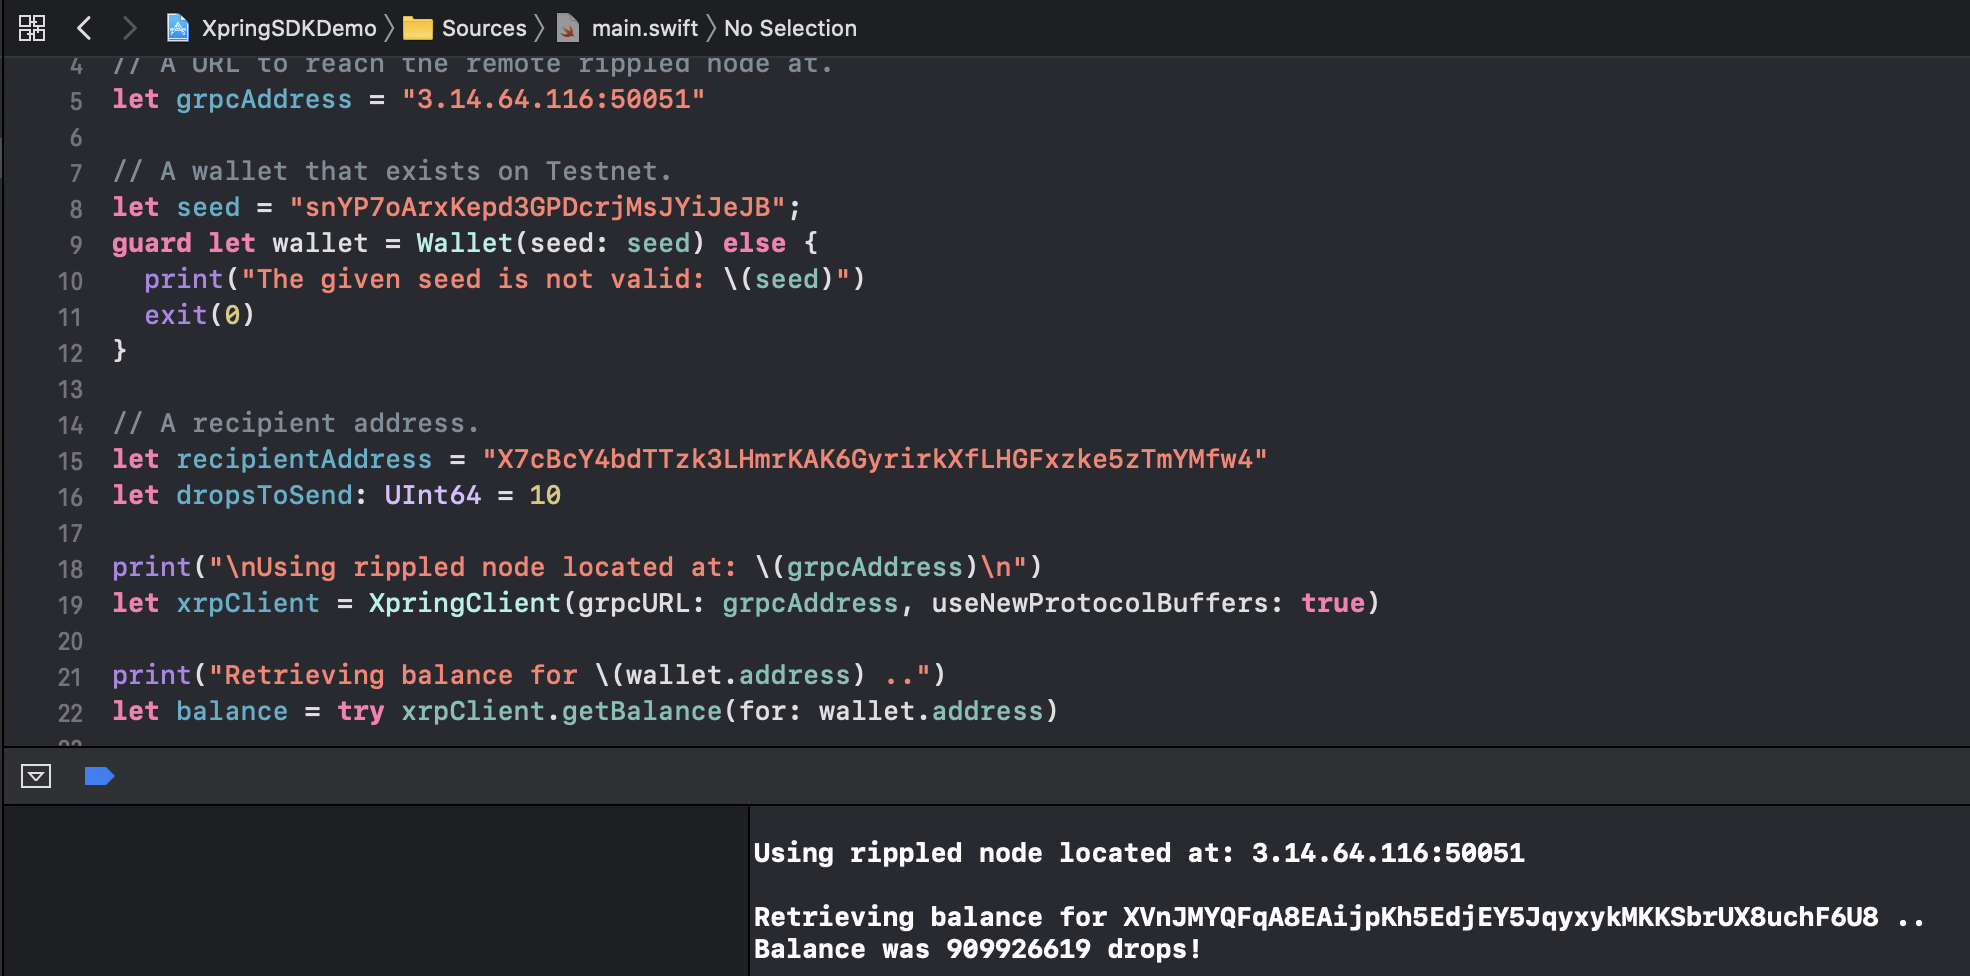 XpringSDKDemo Sources main.swift No Selection
4 // A URL to reach the remote rippled node at.
5 let grpcAddress = "3.14.64.116:50051"
6
7 // A wallet that exists on Testnet.
8 let seed = "snYP7oArxKepd3GPDcrjMsJYiJeJB";
9 guard let wallet = Wallet(seed: seed) else {
10 print("The given seed is not valid: \(seed)")
11 exit(0)
12 }
13
14 // A recipient address.
15 let recipientAddress = "X7cBcY4bdTTzk3LHmrKAK6GyrirkXfLHGFxzke5zTmYMfw4"
16 let dropsToSend: UInt64 = 10
17
18 print("\nUsing rippled node located at: \(grpcAddress)\n")
19 let xrpClient = XpringClient(grpcURL: grpcAddress, useNewProtocolBuffers: true)
20
21 print("Retrieving balance for \(wallet.address) ..")
22 let balance = try xrpClient.getBalance(for: wallet.address)
23
Using rippled node located at: 3.14.64.116:50051
Retrieving balance for XVnJMYQFqA8EAijpKh5EdjEY5JqyxykMKKSbrUX8uchF6U8 ..
Balance was 909926619 drops!